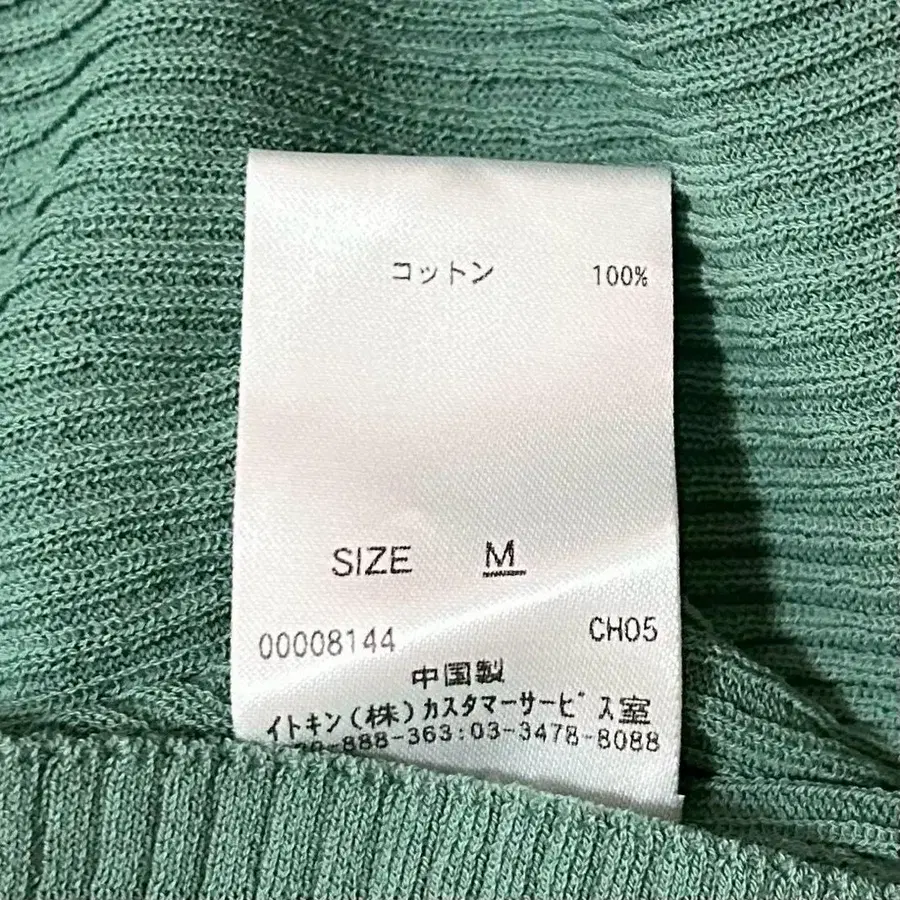 コットン 100%
SIZE M
00008144 CH05
中国製
イトキン(株)カスタマーサービス室
20-888-363:03-3478-8088